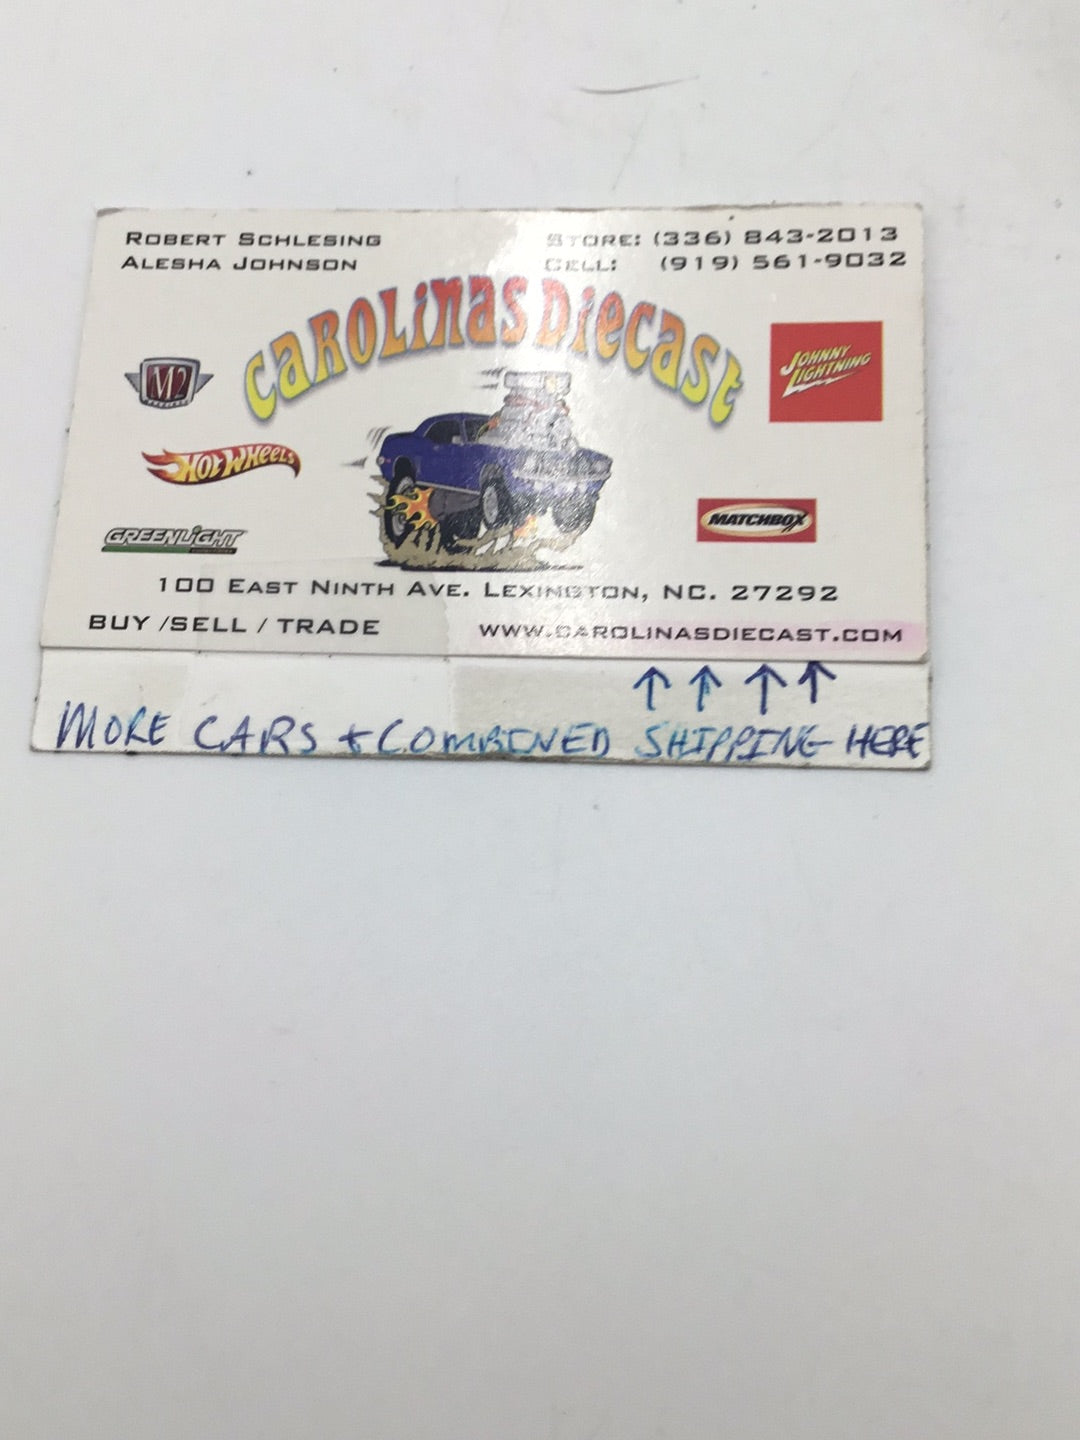 ROBERT SCHLESING
ALESHA JOHNSON
STORE: (336) 843-2013
CELL: (919) 561-9032
CAROLINAS DIECAST
M2
JOHNNY LIGHTNING
HOT WHEELS
GREENLIGHT
MATCHBOX
100 EAST NINTH AVE. LEXINGTON, NC. 27292
BUY /SELL / TRADE
WWW.CAROLINASDIECAST.COM
MORE CARS + COMBINED SHIPPING HERE